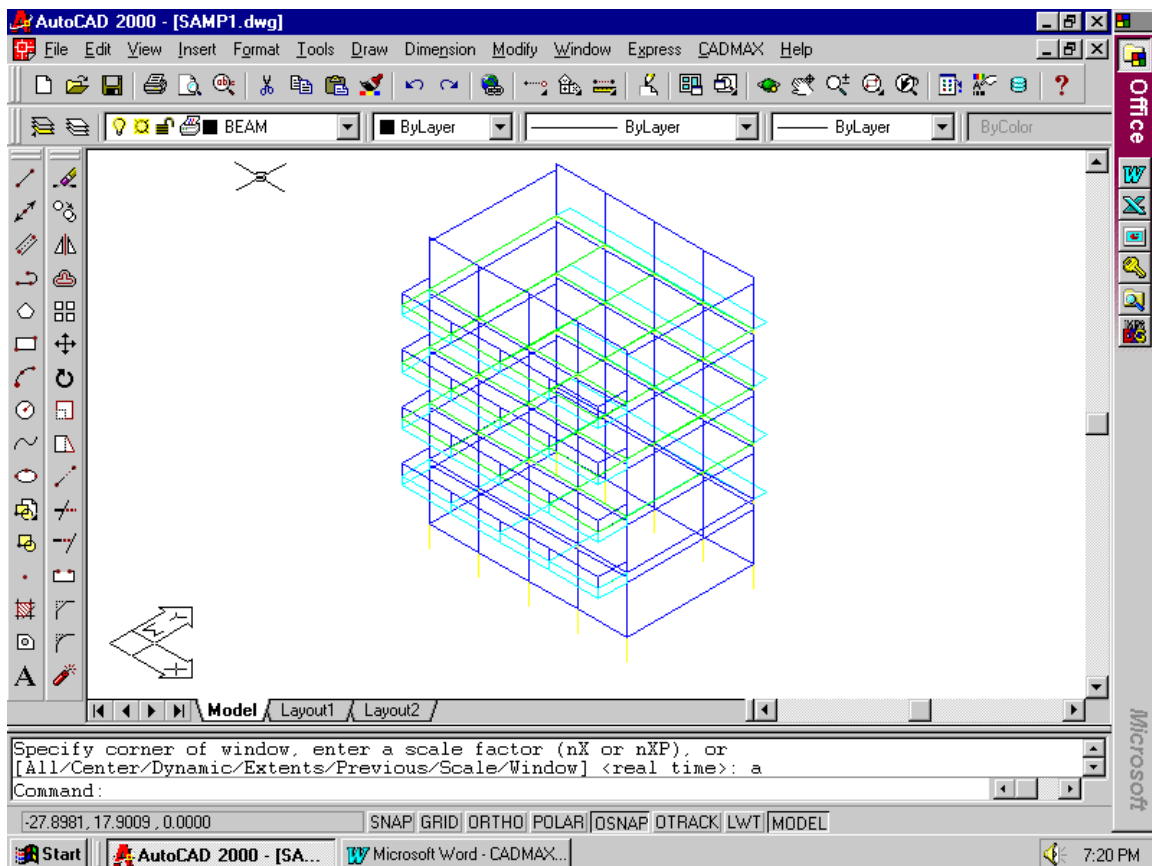 AutoCAD 2000 - [SAMP1.dwg]
File Edit View Insert Format Tools Draw Dimension Modify Window Express CADMAX Help
BEAM ByLayer ByLayer ByLayer ByColor
Office
A
Model Layout1 Layout2
Specify corner of window, enter a scale factor (nX or nXP), or
[All/Center/Dynamic/Extents/Previous/Scale/Window] <real time>: a
Command:
Microsoft
-27.8981, 17.9009 , 0.0000 SNAP GRID ORTHO POLAR OSNAP OTRACK LWT MODEL
Start AutoCAD 2000 - [SA... Microsoft Word - CADMAX... 7:20 PM